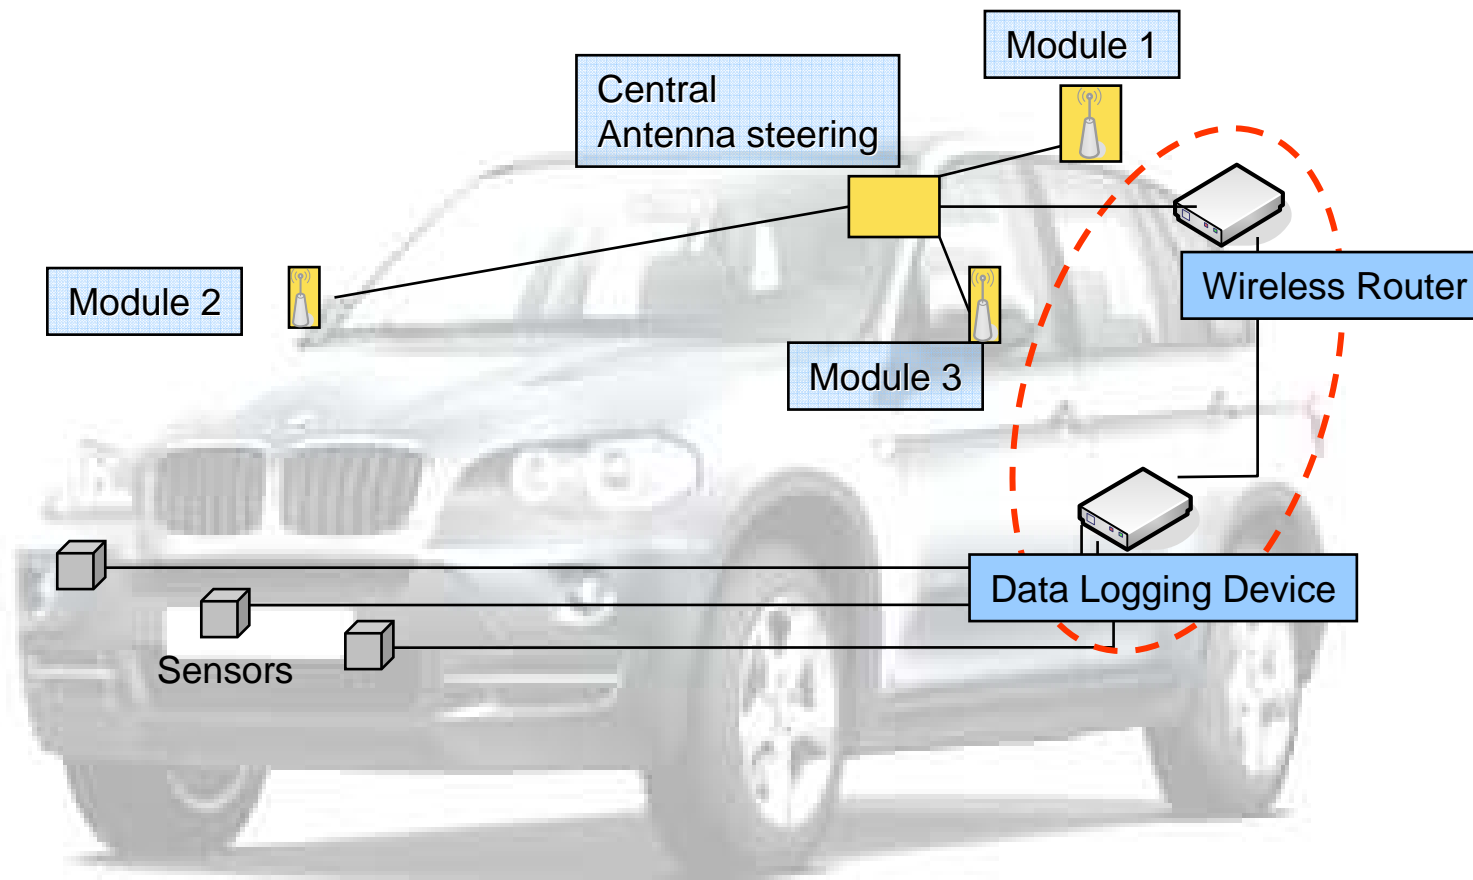 Module 1
Central
Antenna steering
Wireless Router
Module 2
Module 3
Data Logging Device
Sensors